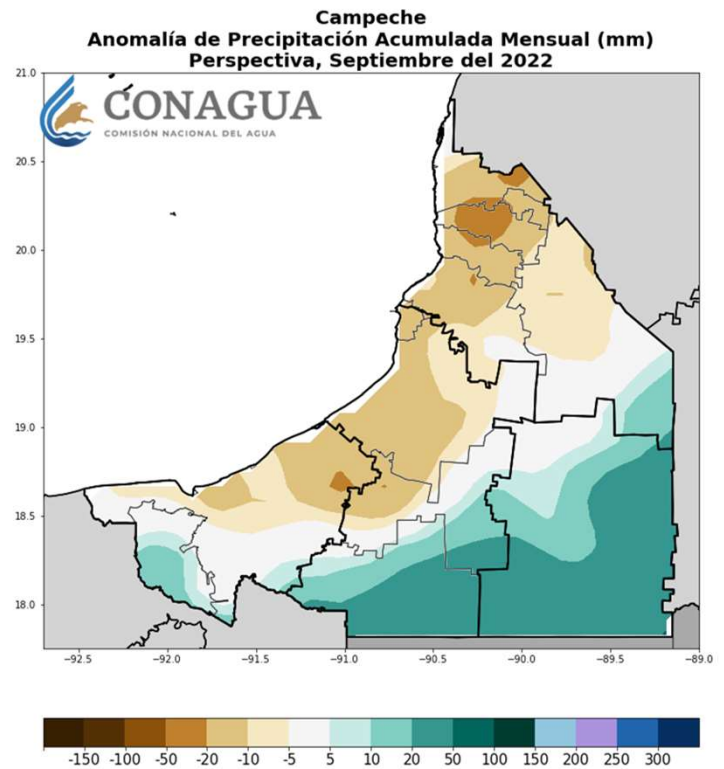 Campeche
Anomalía de Precipitación Acumulada Mensual (mm)
Perspectiva, Septiembre del 2022
CONAGUA
COMISIÓN NACIONAL DEL AGUA
21.0
20.5
20.0
19.5
19.0
18.5
18.0
−92.5 −92.0 −91.5 −91.0 −90.5 −90.0 −89.5 −89.0
-150 -100 -50 -20 -10 -5 5 10 20 50 100 150 200 250 300